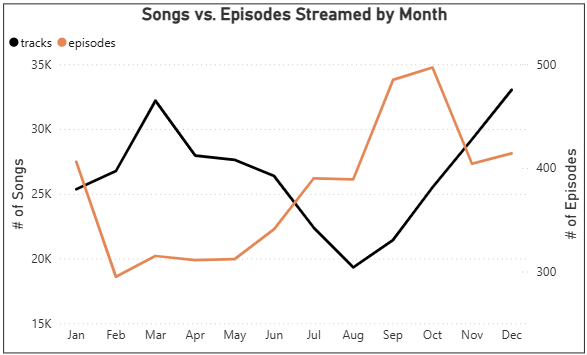 Songs vs. Episodes Streamed by Month
tracks episodes
35K
30K
25K
20K
15K
# of Songs
500
400
300
# of Episodes
Jan Feb Mar Apr May Jun Jul Aug Sep Oct Nov Dec